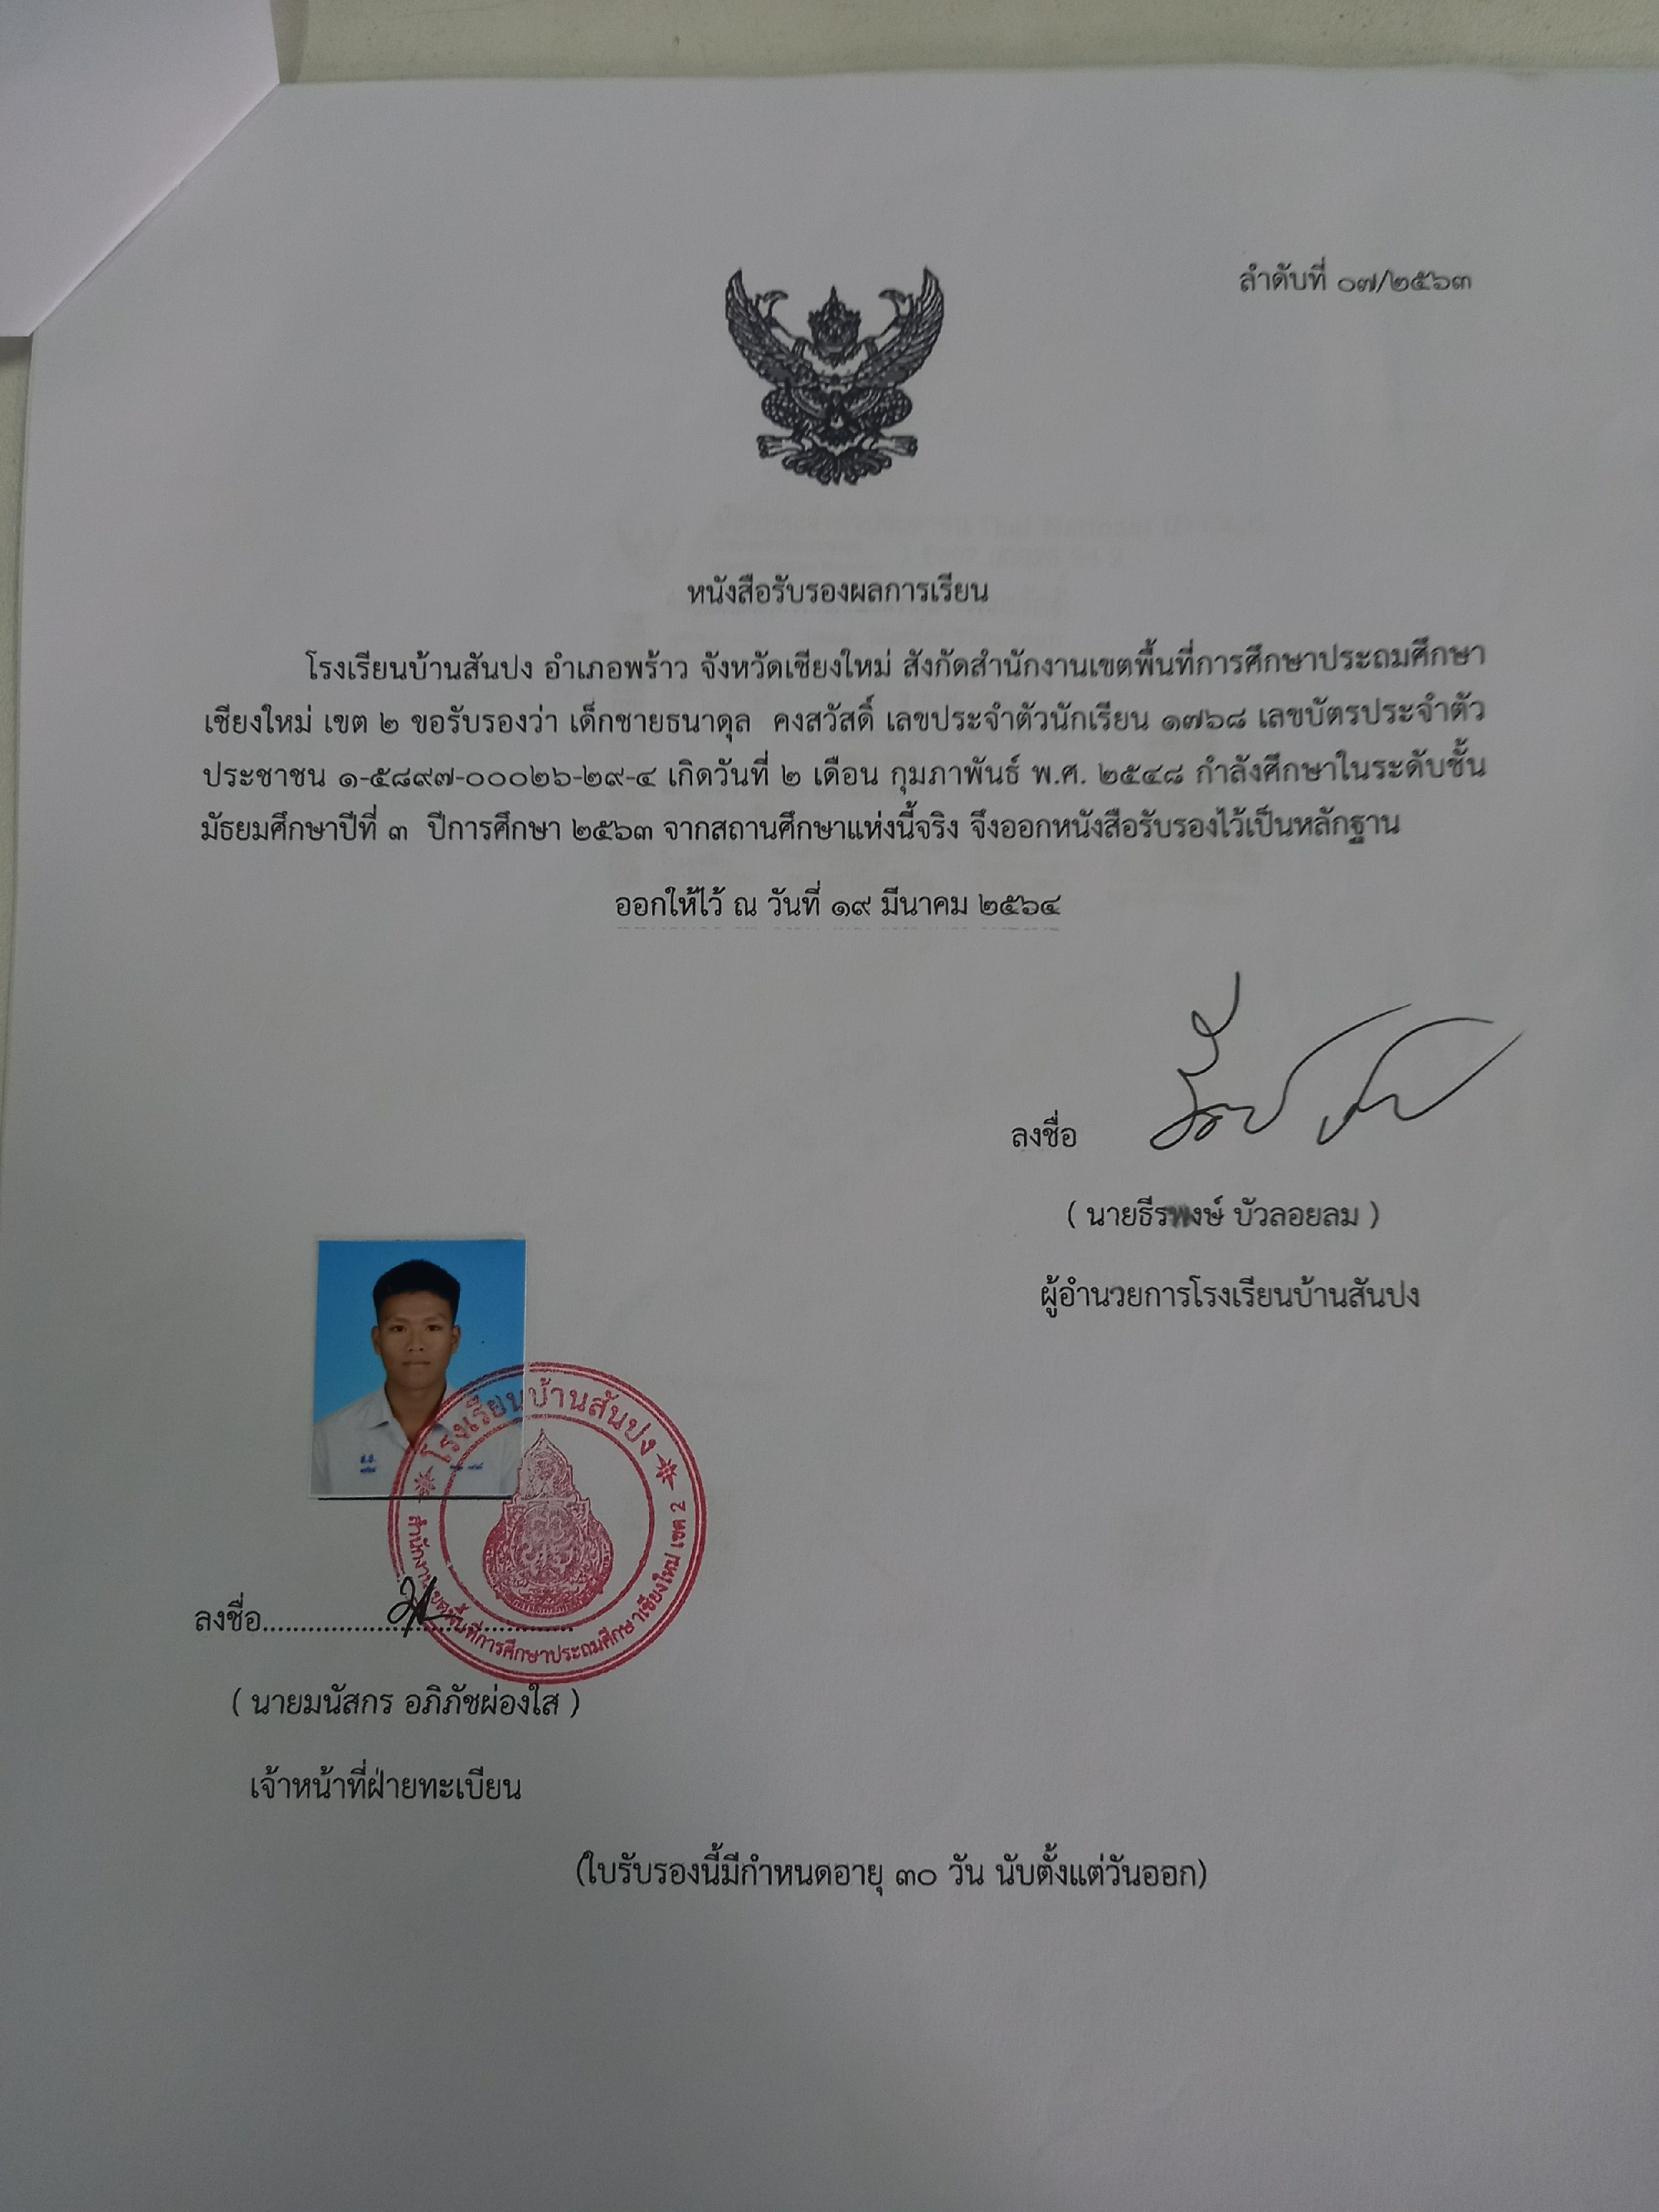 ลำดับที่ ๐๗/๒๕๖๓
หนังสือรับรองผลการเรียน
โรงเรียนบ้านสันปง อำเภอพร้าว จังหวัดเชียงใหม่ สังกัดสำนักงานเขตพื้นที่การศึกษาประถมศึกษา
เชียงใหม่ เขต ๒ ขอรับรองว่า เด็กชายธนาดุล คงสวัสดิ์ เลขประจำตัวนักเรียน ๑๗๖๘ เลขบัตรประจำตัว
ประชาชน ๑-๕๘๙๗-๐๐๐๒๖-๒๙-๔ เกิดวันที่ ๒ เดือน กุมภาพันธ์ พ.ศ. ๒๕๔๘ กำลังศึกษาในระดับชั้น
มัธยมศึกษาปีที่ ๓ ปีการศึกษา ๒๕๖๓ จากสถานศึกษาแห่งนี้จริง จึงออกหนังสือรับรองไว้เป็นหลักฐาน
ออกให้ไว้ ณ วันที่ ๑๙ มีนาคม ๒๕๖๔
ลงชื่อ
( นายธีรพงษ์ บัวลอยลม )
ผู้อำนวยการโรงเรียนบ้านสันปง
โรงเรียนบ้านสันปง
สำนักงานเขตพื้นที่การศึกษาประถมศึกษาเชียงใหม่ เขต 2
ลงชื่อ........................................
( นายมนัสกร อภิภัชผ่องใส )
เจ้าหน้าที่ฝ่ายทะเบียน
(ใบรับรองนี้มีกำหนดอายุ ๓๐ วัน นับตั้งแต่วันออก)